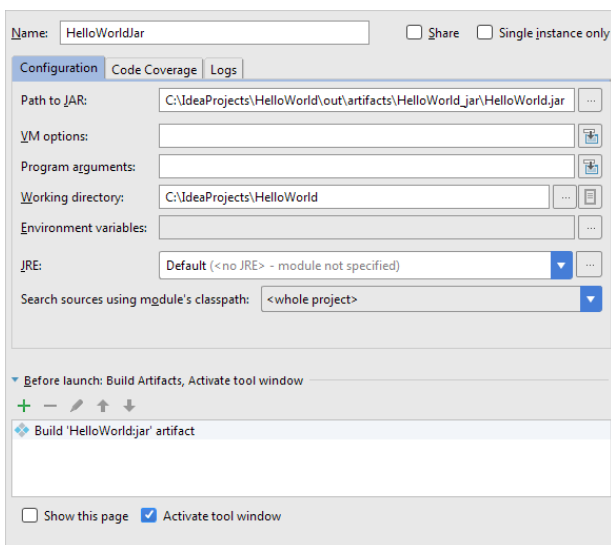 Name: HelloWorldJar Share Single instance only
Configuration Code Coverage Logs
Path to JAR: C:\IdeaProjects\HelloWorld\out\artifacts\HelloWorld_jar\HelloWorld.jar ...
VM options:
Program arguments:
Working directory: C:\IdeaProjects\HelloWorld ...
Environment variables: ...
JRE: Default (<no JRE> - module not specified) ...
Search sources using module's classpath: <whole project>
Before launch: Build Artifacts, Activate tool window
Build 'HelloWorld:jar' artifact
Show this page Activate tool window